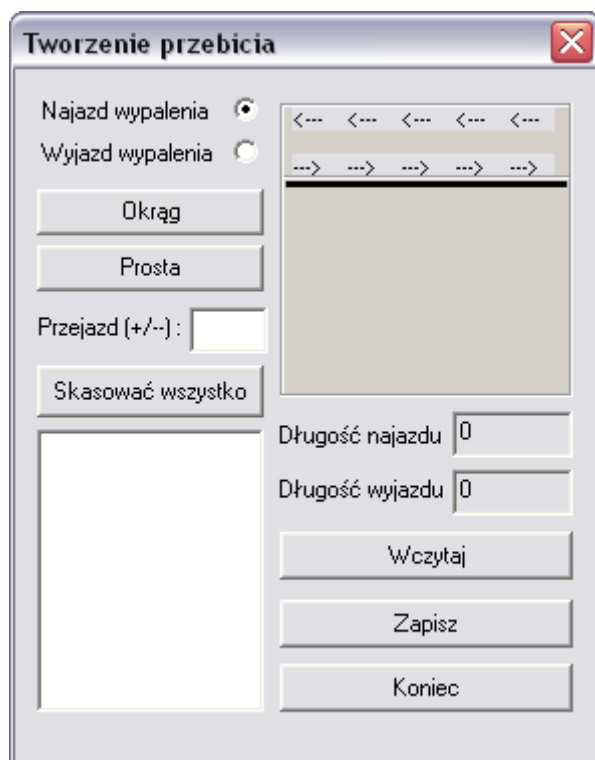 Tworzenie przebicia
Najazd wypalenia
Wyjazd wypalenia
<--- <--- <--- <--- <---
---> ---> ---> ---> --->
Okrąg
Prosta
Przejazd (+/--) :
Skasować wszystko
Długość najazdu 0
Długość wyjazdu 0
Wczytaj
Zapisz
Koniec